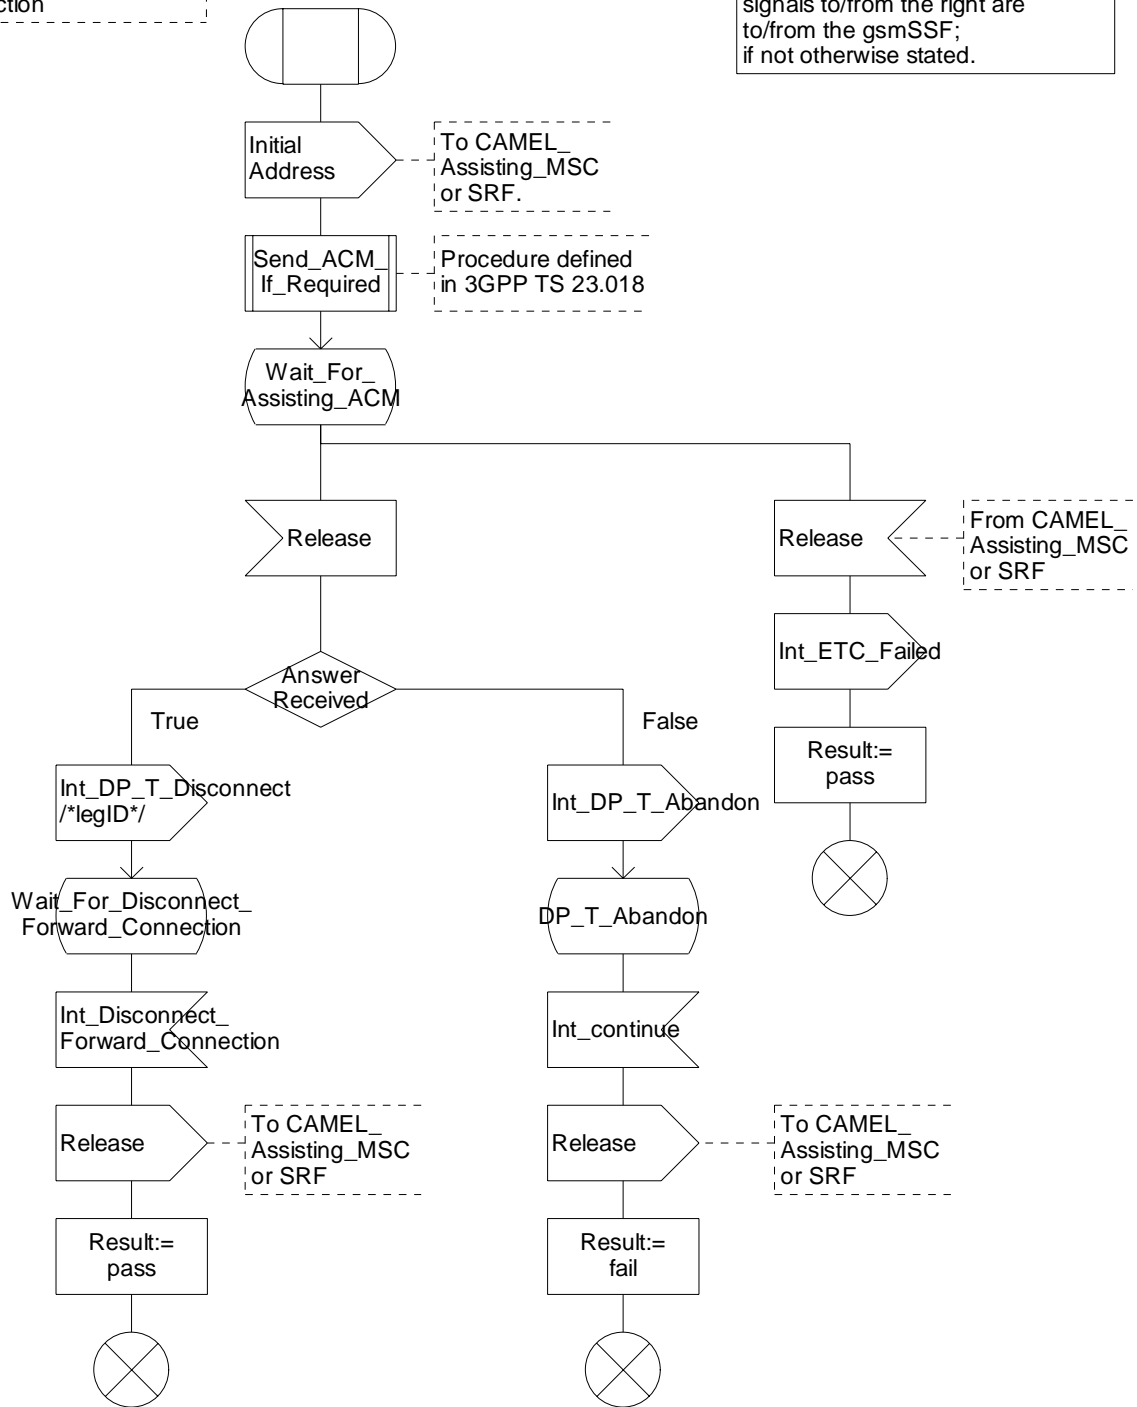 signals to/from the right are
to/from the gsmSSF;
if not otherwise stated.
Initial
Address
To CAMEL_
Assisting_MSC
or SRF.
Send_ACM_
If_Required
Procedure defined
in 3GPP TS 23.018
Wait_For_
Assisting_ACM
Release
Release
From CAMEL_
Assisting_MSC
or SRF
Int_ETC_Failed
Answer
Received
True
False
Result:=
pass
Int_DP_T_Disconnect
/*legID*/
Int_DP_T_Abandon
Wait_For_Disconnect_
Forward_Connection
DP_T_Abandon
Int_Disconnect_
Forward_Connection
Int_continue
Release
To CAMEL_
Assisting_MSC
or SRF
Release
To CAMEL_
Assisting_MSC
or SRF
Result:=
pass
Result:=
fail